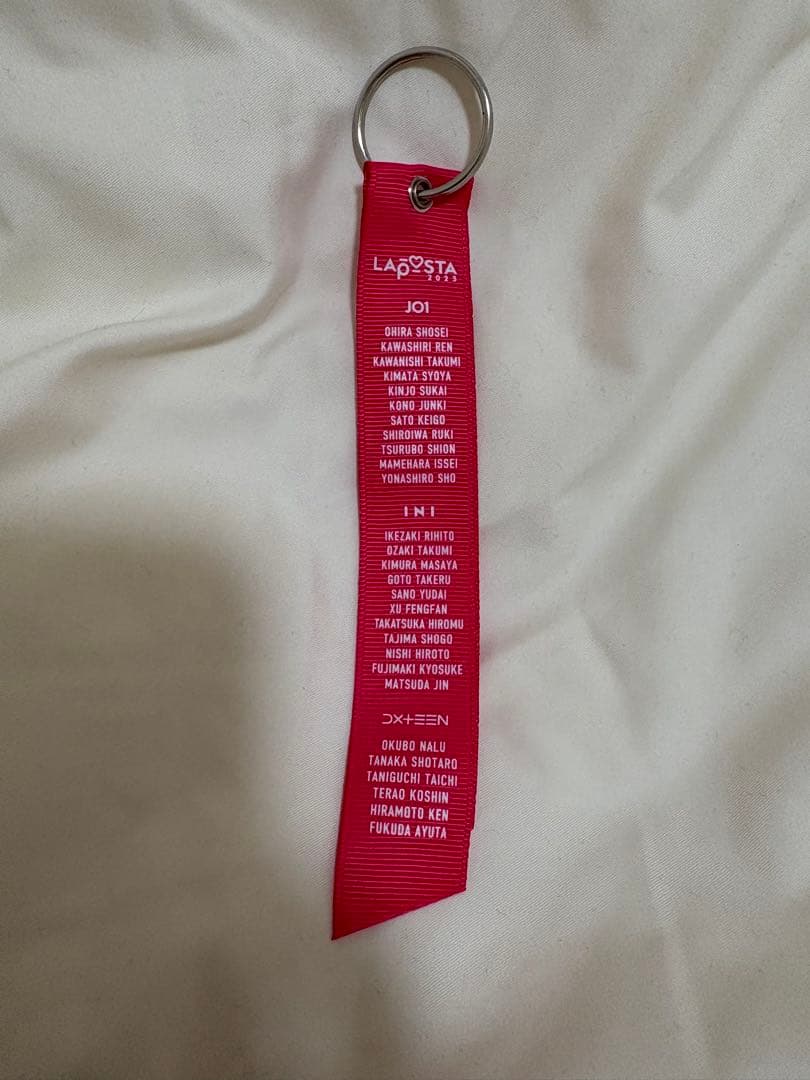 LAPOSTA
2025
JO1
OHIRA SHOSEI
KAWASHIRI REN
KAWANISHI TAKUMI
KIMATA SYOYA
KINJO SUKAI
KONO JUNKI
SATO KEIGO
SHIROIWA RUKI
TSURUBO SHION
MAMEHARA ISSEI
YONASHIRO SHO
INI
IKEZAKI RIHITO
OZAKI TAKUMI
KIMURA MASAYA
GOTO TAKERU
SANO YUDAI
XU FENGFAN
TAKATSUKA HIROMU
TAJIMA SHOGO
NISHI HIROTO
FUJIMAKI KYOSUKE
MATSUDA JIN
DXTEEN
OKUBO NALU
TANAKA SHOTARO
TANIGUCHI TAICHI
TERAO KOSHIN
HIRAMOTO KEN
FUKUDA AYUTA